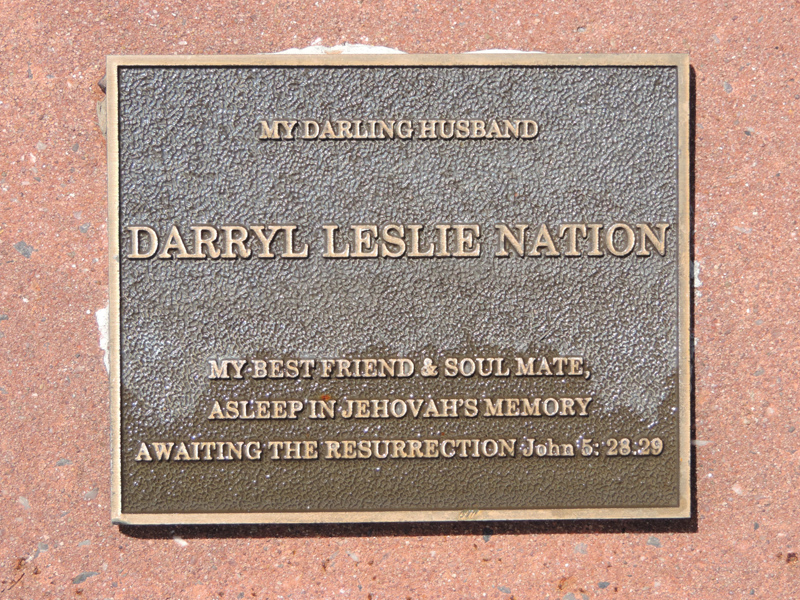 MY DARLING HUSBAND
DARRYL LESLIE NATION
MY BEST FRIEND & SOUL MATE,
ASLEEP IN JEHOVAH'S MEMORY
AWAITING THE RESURRECTION John 5: 28.29